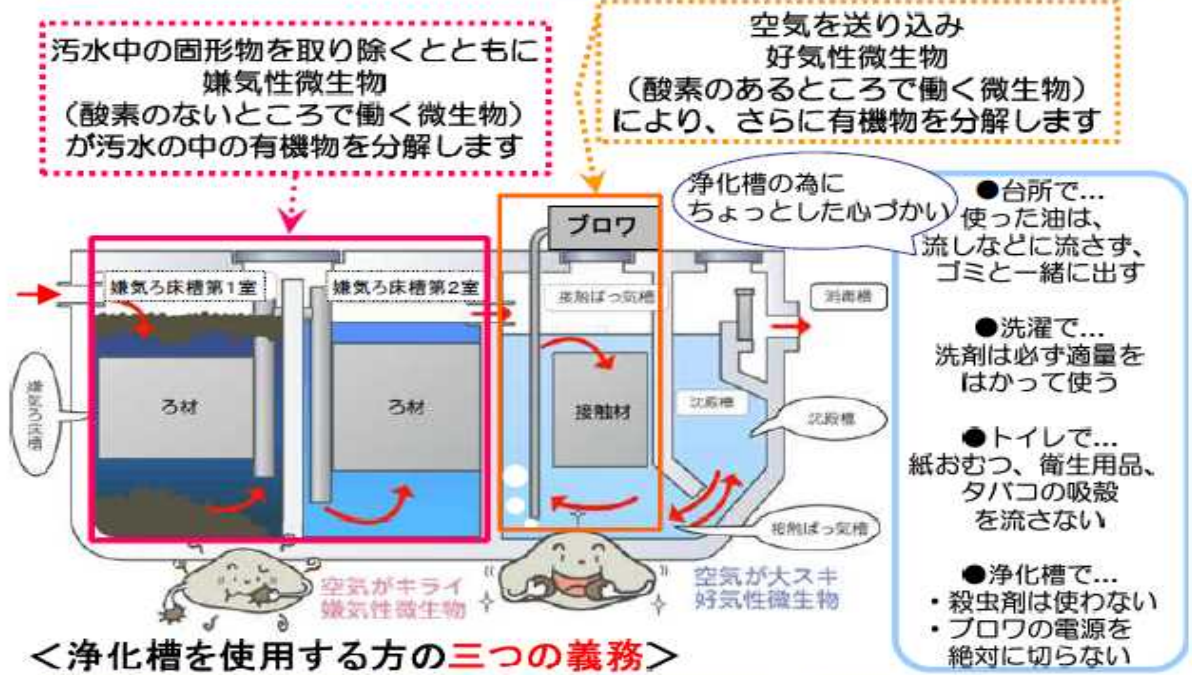 汚水中の固形物を取り除くとともに
嫌気性微生物
（酸素のないところで働く微生物）
が汚水の中の有機物を分解します
空気を送り込み
好気性微生物
（酸素のあるところで働く微生物）
により、さらに有機物を分解します
浄化槽の為に
ちょっとした心づかい
●台所で…
使った油は、
流しなどに流さず、
ゴミと一緒に出す
●洗濯で…
洗剤は必ず適量を
はかって使う
●トイレで…
紙おむつ、衛生用品、
タバコの吸殻
を流さない
●浄化槽で…
・殺虫剤は使わない
・ブロワの電源を
絶対に切らない
ブロワ
嫌気ろ床槽第1室
嫌気ろ床槽第2室
接触ばっ気槽
消毒槽
嫌気ろ床槽
ろ材
ろ材
接触材
沈殿槽
沈殿槽
接触ばっ気槽
空気がキライ
嫌気性微生物
空気が大スキ
好気性微生物
＜浄化槽を使用する方の三つの義務＞